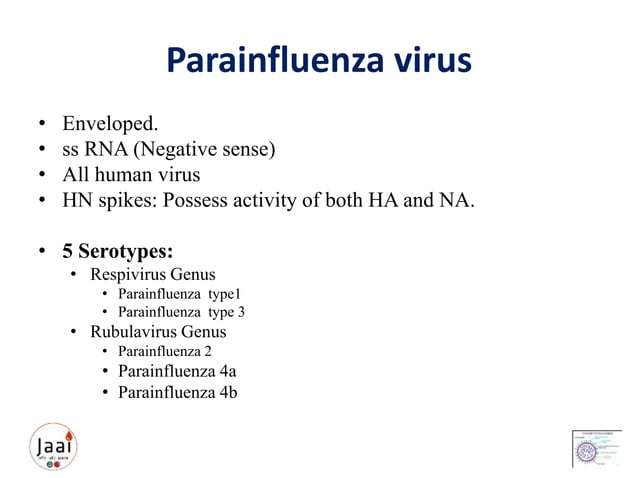 Parainfluenza virus
• Enveloped.
• ss RNA (Negative sense)
• All human virus
• HN spikes: Possess activity of both HA and NA.
• 5 Serotypes:
• Respivirus Genus
• Parainfluenza type1
• Parainfluenza type 3
• Rubulavirus Genus
• Parainfluenza 2
• Parainfluenza 4a
• Parainfluenza 4b
Jaai